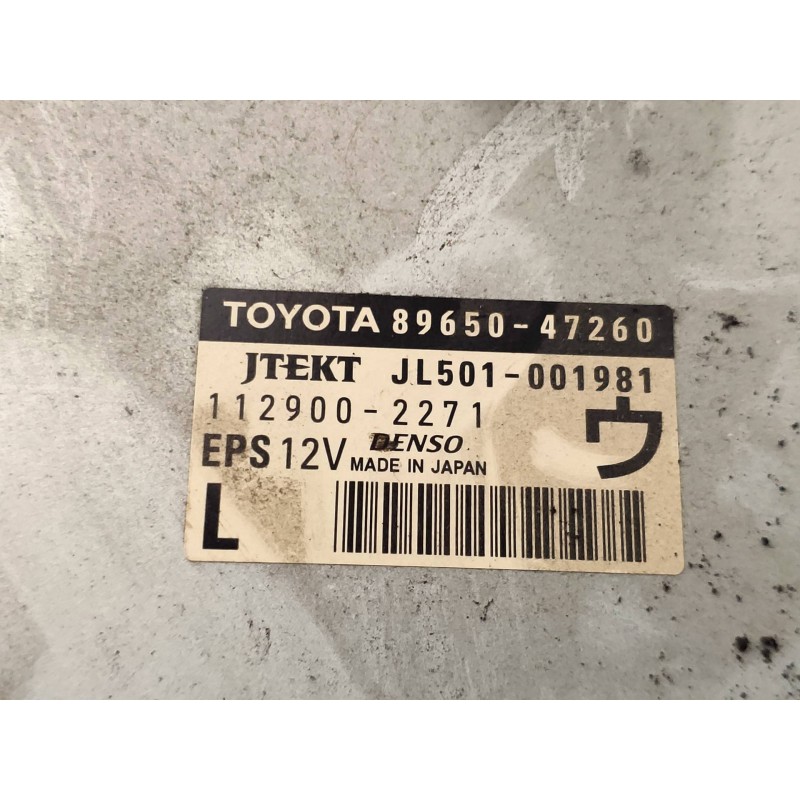 TOYOTA 89650-47260
JTEKT JL501-001981
112900-2271
EPS 12V DENSO
MADE IN JAPAN
ウ
L